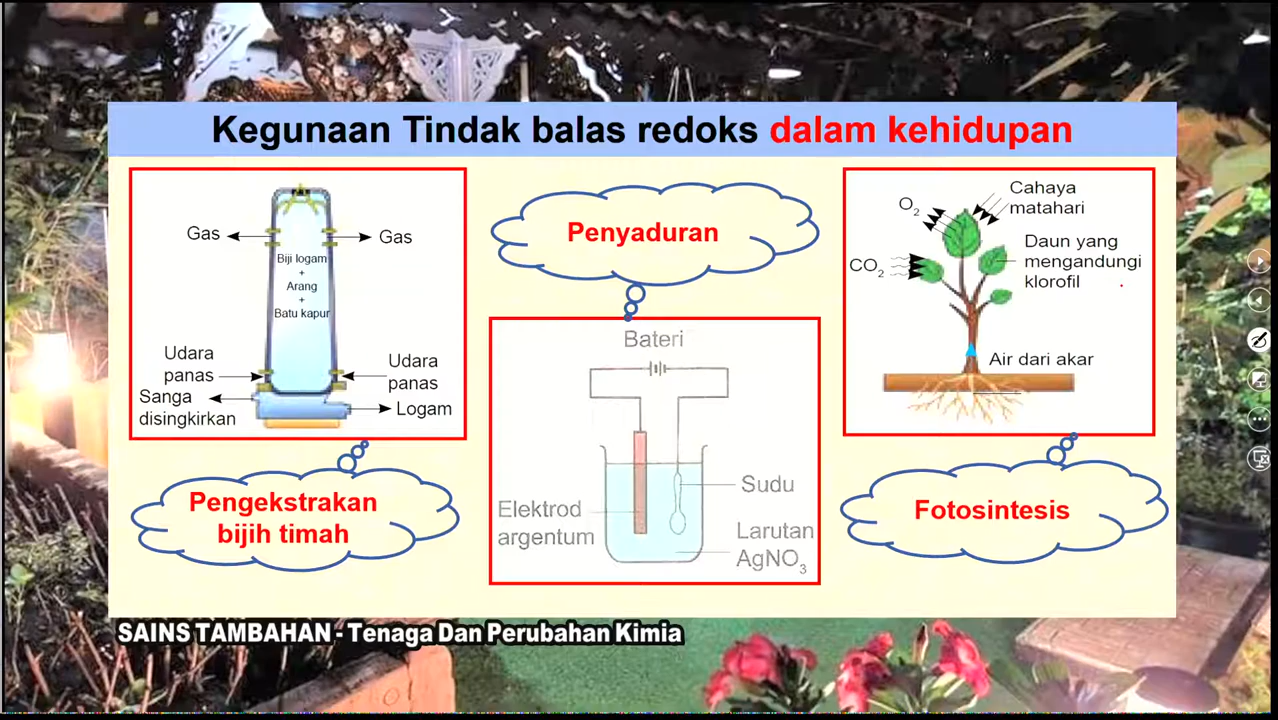 Kegunaan Tindak balas redoks dalam kehidupan
Gas
Gas
Biji logam
+
Arang
+
Batu kapur
Udara
panas
Udara
panas
Sanga
disingkirkan
Logam
Pengekstrakan
bijih timah
Penyaduran
Bateri
Sudu
Elektrod
argentum
Larutan
AgNO3
O2
Cahaya
matahari
CO2
Daun yang
mengandungi
klorofil
Air dari akar
Fotosintesis
SAINS TAMBAHAN - Tenaga Dan Perubahan Kimia